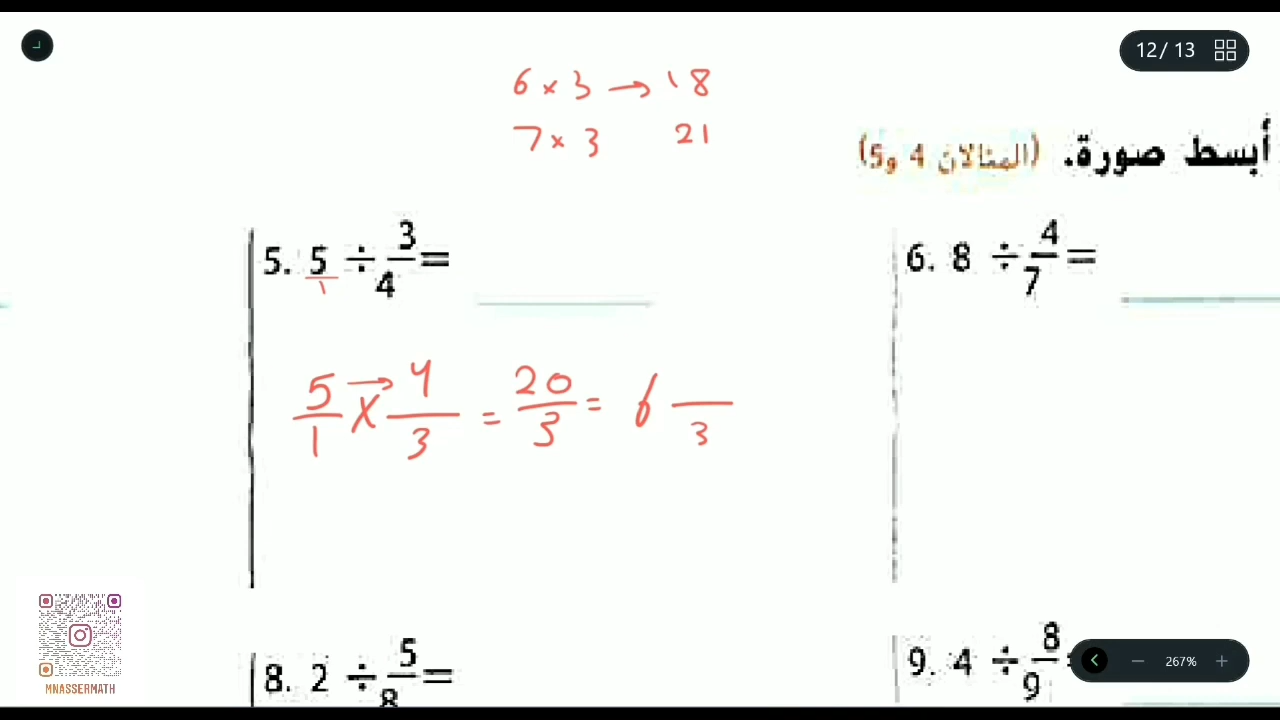 12/ 13
6 × 3 → 18
7 × 3 21
أبسط صورة. (المثالان 4 و5)
5. 5/1 ÷ 3/4 =
6. 8 ÷ 4/7 =
5/1 × 4/3 = 20/3 = 6 /3
8. 2 ÷ 5/8 =
9. 4 ÷ 8/9
267%
MNASSERMATH